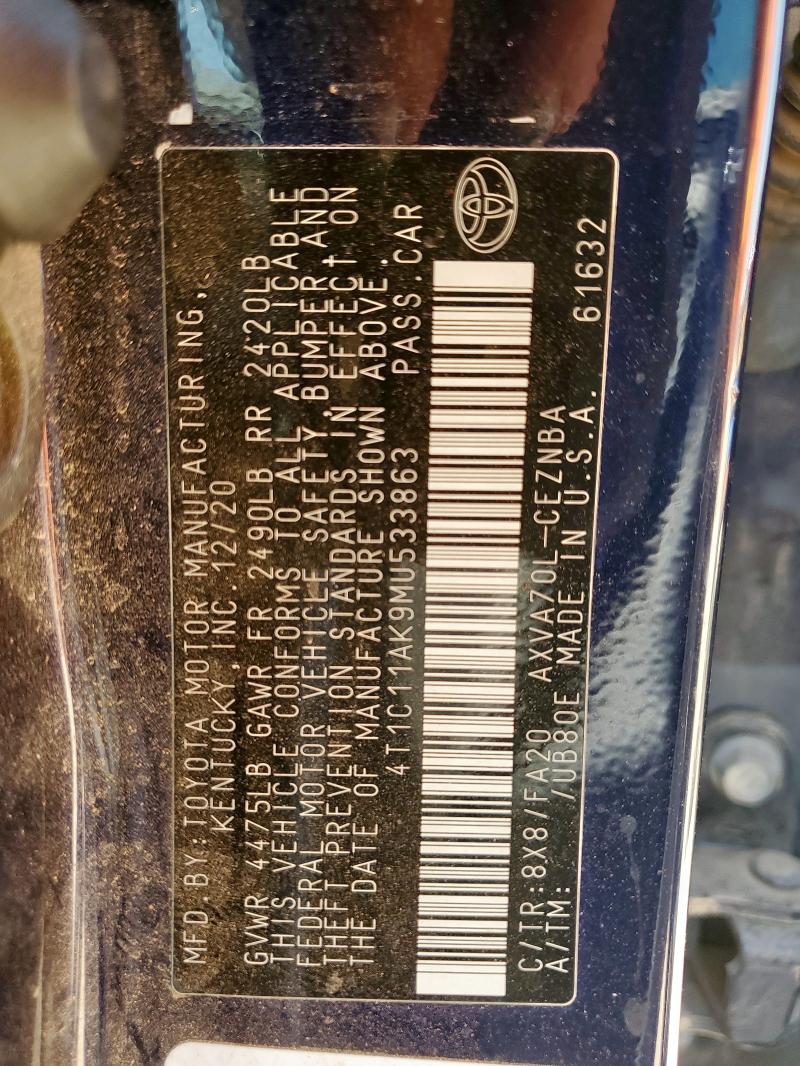 MFD.BY:TOYOTA MOTOR MANUFACTURING,
KENTUCKY,INC. 12/20
GVWR 4475LB GAWR FR 2490LB RR 2420LB
THIS VEHICLE CONFORMS TO ALL APPLICABLE
FEDERAL MOTOR VEHICLE SAFETY,BUMPER,AND
THEFT PREVENTION STANDARDS IN EFFECT ON
THE DATE OF MANUFACTURE SHOWN ABOVE.
4T1C11AK9MU533863 PASS.CAR
C/TR:8X8/FA20 AXVA70L-CEZNBA
A/TM: /UB80E MADE IN U.S.A. 61632